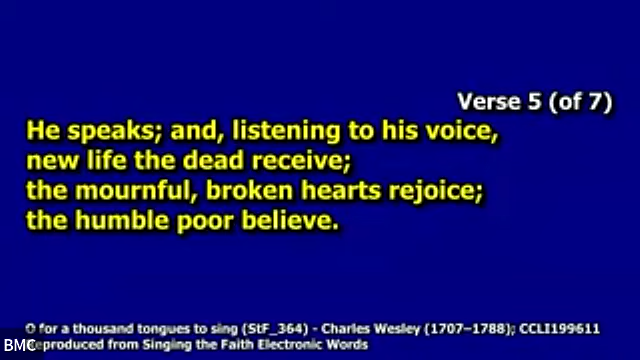 Verse 5 (of 7)
He speaks; and, listening to his voice,
new life the dead receive;
the mournful, broken hearts rejoice;
the humble poor believe.
O for a thousand tongues to sing (StF_364) - Charles Wesley (1707–1788); CCLI199611
Reproduced from Singing the Faith Electronic Words
BMC